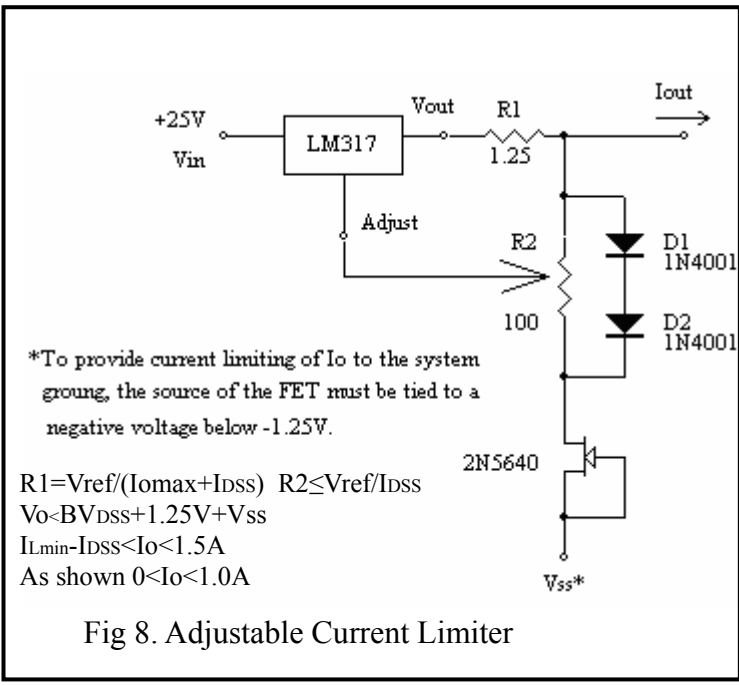 +25V
Vin
LM317
Vout
R1
1.25
Iout
Adjust
R2
100
D1
1N4001
D2
1N4001
*To provide current limiting of Io to the system
groung, the source of the FET must be tied to a
negative voltage below -1.25V.
2N5640
R1=Vref/(Iomax+IDSS) R2≤Vref/IDSS
Vo<BVDSS+1.25V+Vss
ILmin-IDSS<Io<1.5A
As shown 0<Io<1.0A
Vss*
Fig 8. Adjustable Current Limiter